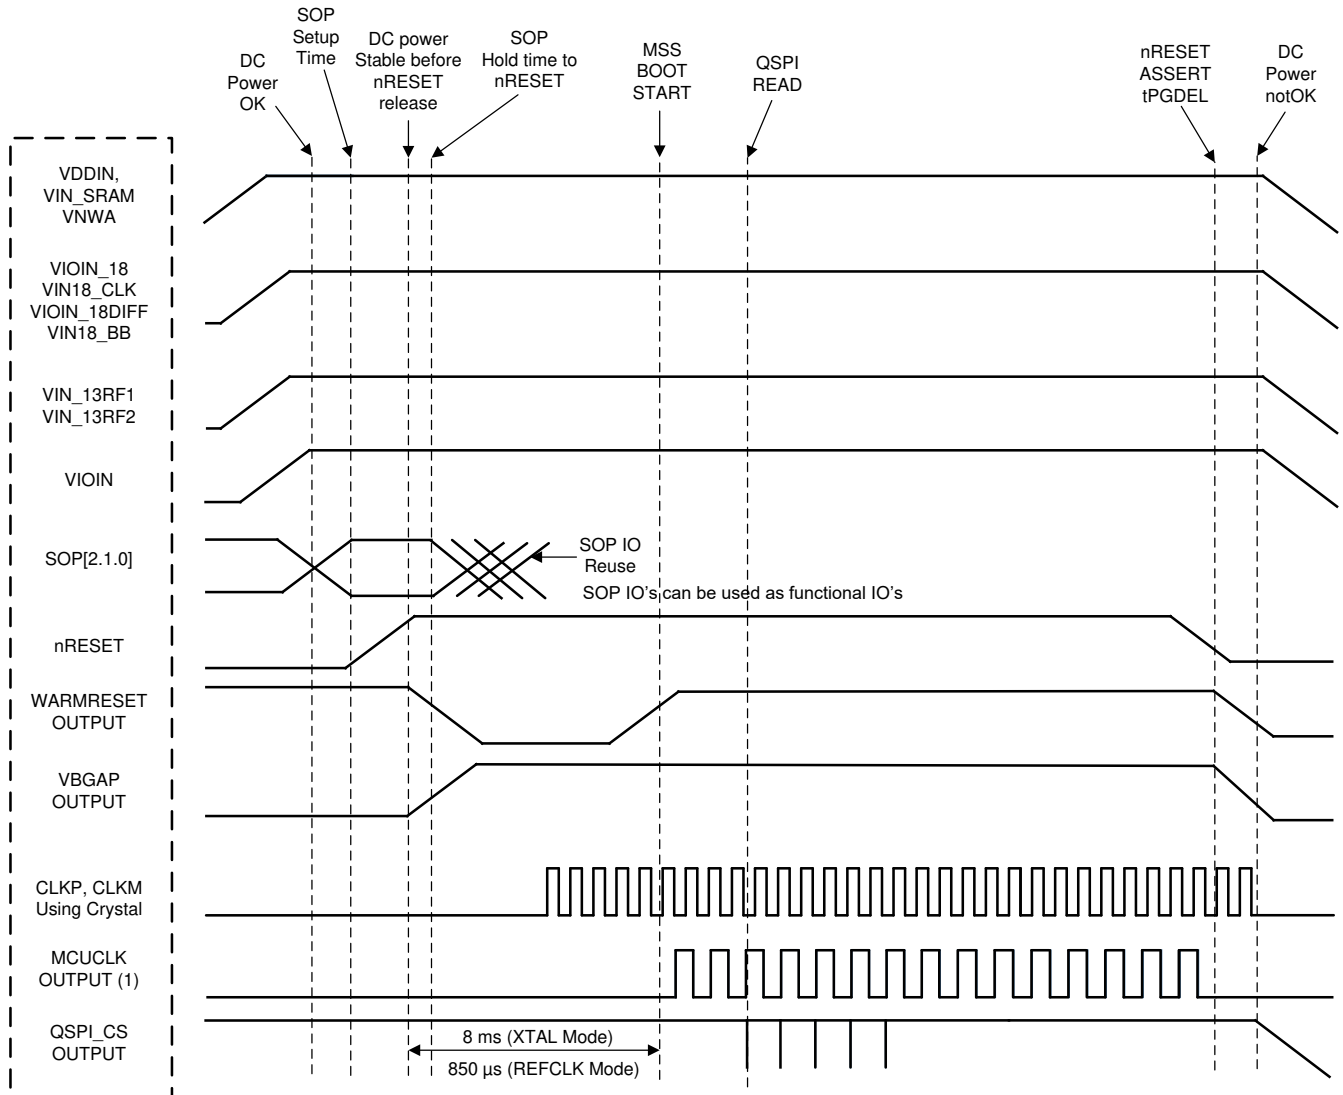 SOP
Setup
Time
DC
Power
OK
DC power
Stable before
nRESET
release
SOP
Hold time to
nRESET
MSS
BOOT
START
QSPI
READ
nRESET
ASSERT
tPGDEL
DC
Power
notOK
VDDIN,
VIN_SRAM
VNWA
VIOIN_18
VIN18_CLK
VIOIN_18DIFF
VIN18_BB
VIN_13RF1
VIN_13RF2
VIOIN
SOP[2.1.0]
SOP IO
Reuse
SOP IO's can be used as functional IO's
nRESET
WARMRESET
OUTPUT
VBGAP
OUTPUT
CLKP, CLKM
Using Crystal
MCUCLK
OUTPUT (1)
QSPI_CS
OUTPUT
8 ms (XTAL Mode)
850 µs (REFCLK Mode)